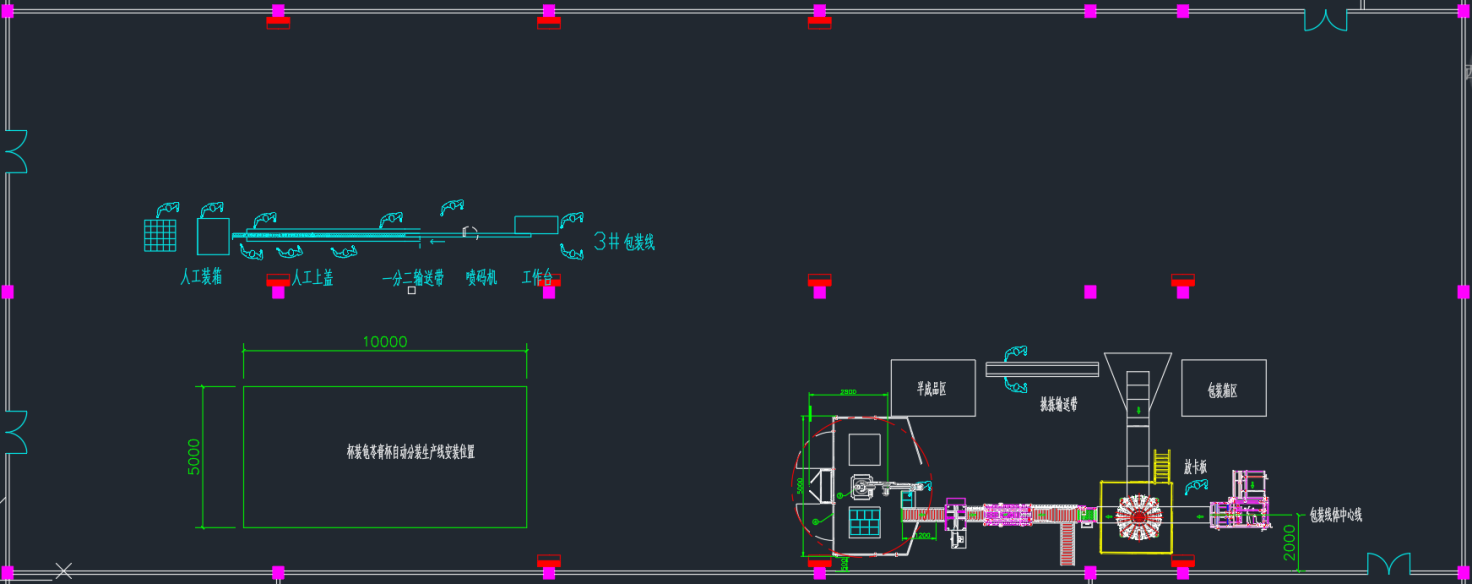 3# 包装线
人工装箱
人工上盖
一分二输送带
喷码机
工作台
10000
5000
杯装龟苓膏杯自动分装生产线安装位置
半成品区
挑拣输送带
包装箱区
2800
5000
1200
500
放卡板
包装线体中心线
2000